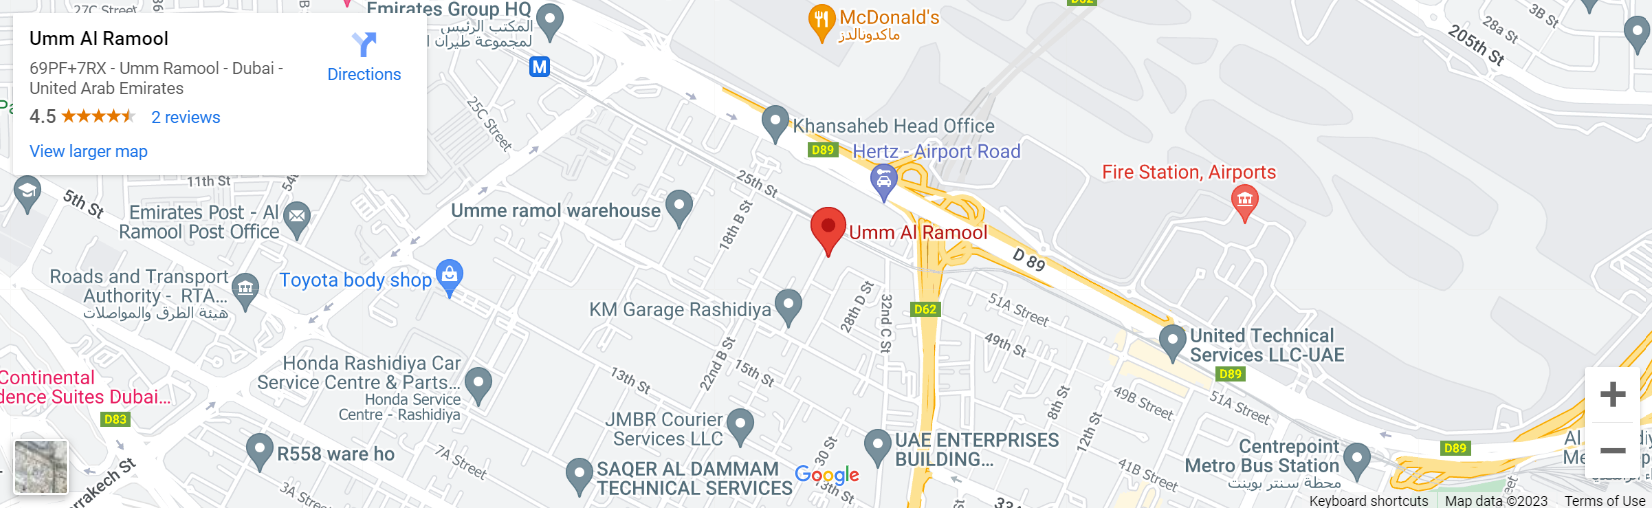 Umm Al Ramool
69PF+7RX - Umm Ramool - Dubai -
United Arab Emirates
4.5
2 reviews
View larger map
Directions
27C Street
Emirates Group HQ
المكتب الرئيس
لمجموعة طيران ا
M
McDonald's
ماكدونالدز
D62
3B St
28a St
205th St
25C Street
Khansaheb Head Office
D89
Hertz - Airport Road
Fire Station, Airports
11th St
5th St
25th St
Emirates Post - Al
Ramool Post Office
Umme ramol warehouse
18th B St
Umm Al Ramool
D 89
Roads and Transport
Authority - RTA...
هيئة الطرق والمواصلات
Toyota body shop
KM Garage Rashidiya
28th D St
32nd C St
D62
51A Street
49th St
United Technical
Services LLC-UAE
D89
Honda Rashidiya Car
Service Centre & Parts...
Honda Service
Centre - Rashidiya
22nd B St
15th St
13th St
Continental
dence Suites Dubai...
D83
JMBR Courier
Services LLC
8th St
12th St
49B Street
51A Street
R558 ware ho
7A Street
3A Street
SAQER AL DAMMAM
TECHNICAL SERVICES
30 St
13th St
UAE ENTERPRISES
BUILDING...
41B Street
Centrepoint
Metro Bus Station
محطة سنتر بوينت
D89
Google
Keyboard shortcuts
Map data ©2023
Terms of Use